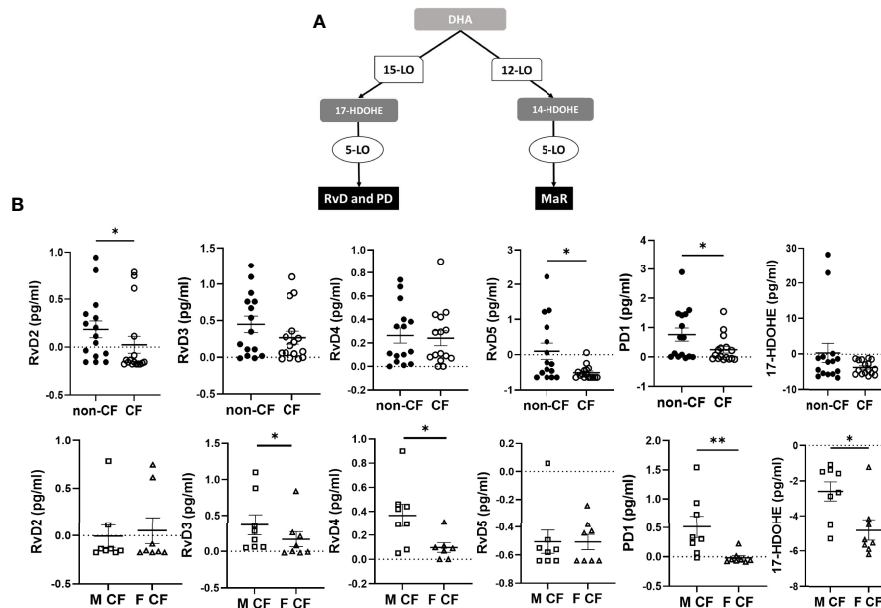 A
DHA
15-LO
12-LO
17-HDOHE
14-HDOHE
5-LO
5-LO
RvD and PD
MaR
B
RvD2 (pg/ml)
1.0
0.5
0.0
-0.5
*
non-CF CF
RvD3 (pg/ml)
1.5
1.0
0.5
0.0
-0.5
non-CF CF
RvD4 (pg/ml)
1.0
0.8
0.6
0.4
0.2
0.0
-0.2
non-CF CF
RvD5 (pg/ml)
5
4
3
2
1
0
-1
*
non-CF CF
PD1 (pg/ml)
4
3
2
1
0
-1
*
non-CF CF
17-HDOHE (pg/ml)
30
20
10
0
-10
non-CF CF
RvD2 (pg/ml)
1.0
0.5
0.0
-0.5
M CF F CF
RvD3 (pg/ml)
1.5
1.0
0.5
0.0
-0.5
*
M CF F CF
RvD4 (pg/ml)
1.0
0.8
0.6
0.4
0.2
0.0
-0.2
*
M CF F CF
RvD5 (pg/ml)
0.2
0.0
-0.2
-0.4
-0.6
-0.8
M CF F CF
PD1 (pg/ml)
2.0
1.5
1.0
0.5
0.0
-0.5
**
M CF F CF
17-HDOHE (pg/ml)
0
-2
-4
-6
-8
*
M CF F CF